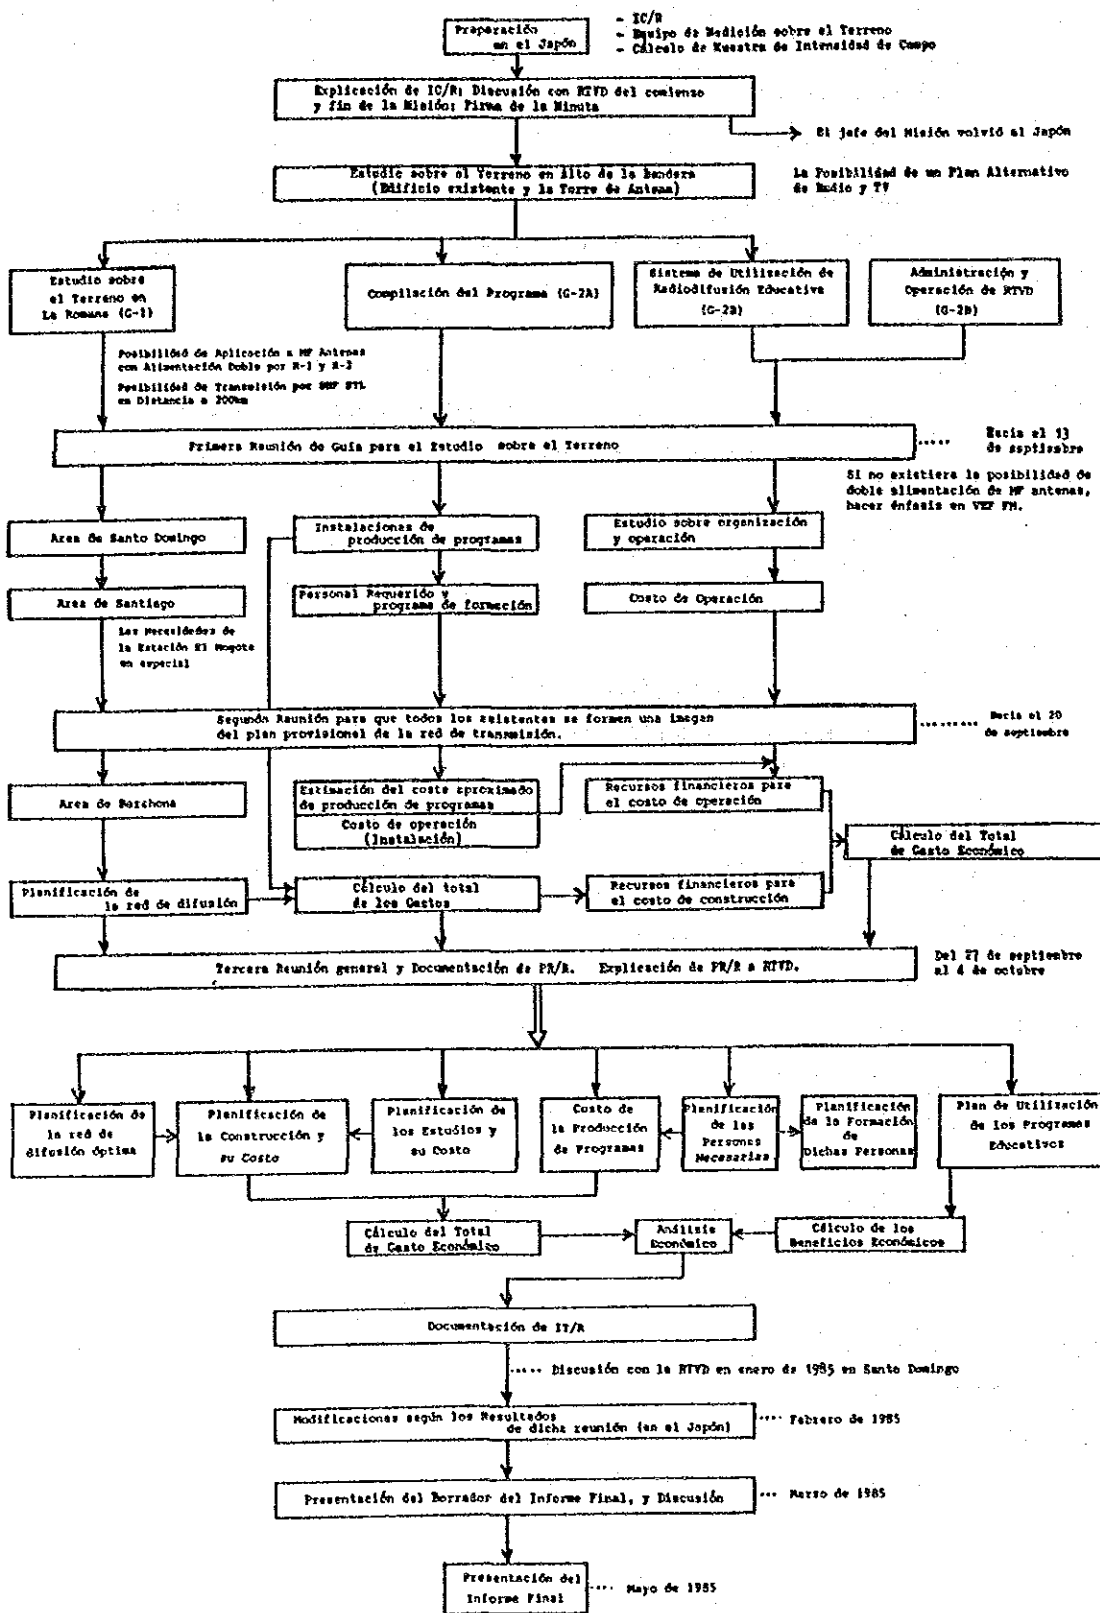 Preparación
en el Japón
- IC/R
- Equipo de Medición sobre el Terreno
- Cálculo de Muestra de Intensidad de Campo
Explicación de IC/R; Discusión con RTVD del comienzo
y fin de la Misión; Firma de la Minuta
El jefe del Misión volvió al Japón
Estudio sobre el Terreno en Alto de la Bandera
(Edificio existente y la Torre de Antena)
La Posibilidad de un Plan Alternativo
de Radio y TV
Estudio sobre
el Terreno en
La Romana (G-1)
Compilación del Programa (G-2A)
Sistema de Utilización de
Radiodifusión Educativa
(G-2B)
Administración y
Operación de RTVD
(G-2B)
Posibilidad de Aplicación a MF Antenas
con Alimentación Doble por R-1 y R-2
Posibilidad de Transmisión por SHF STL
en Distancia a 200km
Primera Reunión de Guía para el Estudio sobre el Terreno
..... Hacia el 13
de septiembre
Si no existiera la posibilidad de
doble alimentación de MF antenas,
hacer énfasis en VHF FM.
Area de Santo Domingo
Instalaciones de
producción de programas
Estudio sobre organización
y operación
Area de Santiago
Personal Requerido y
programa de formación
Costo de Operación
Las Necesidades de
la Estación El Mogote
en especial
Segunda Reunión para que todos los asistentes se formen una imagen
del plan provisional de la red de transmisión.
......... Hacia el 20
de septiembre
Area de Barahona
Estimación del costo aproximado
de producción de programas
Costo de operación
(Instalación)
Recursos financieros para
el costo de operación
Cálculo del Total
de Gasto Económico
Planificación de
la red de difusión
Cálculo del total
de los Gastos
Recursos financieros para
el costo de construcción
Tercera Reunión general y Documentación de PR/R. Explicación de PR/R a RTVD.
Del 27 de septiembre
al 4 de octubre
Planificación de
la red de
difusión óptima
Planificación de
la Construcción y
su Costo
Planificación de
los Estudios y
su Costo
Costo de
la Producción
de Programas
Planificación
de las
Personas
Necesarias
Planificación
de la Formación
de
Dichas Personas
Plan de Utilización
de los Programas
Educativos
Cálculo del Total
de Gasto Económico
Análisis
Económico
Cálculo de los
Beneficios Económicos
Documentación de IT/R
..... Discusión con la RTVD en enero de 1985 en Santo Domingo
Modificaciones según los Resultados
de dicha reunión (en el Japón)
.... Febrero de 1985
Presentación del Borrador del Informe Final, y Discusión
.... Marzo de 1985
Presentación del
Informe Final
.... Mayo de 1985